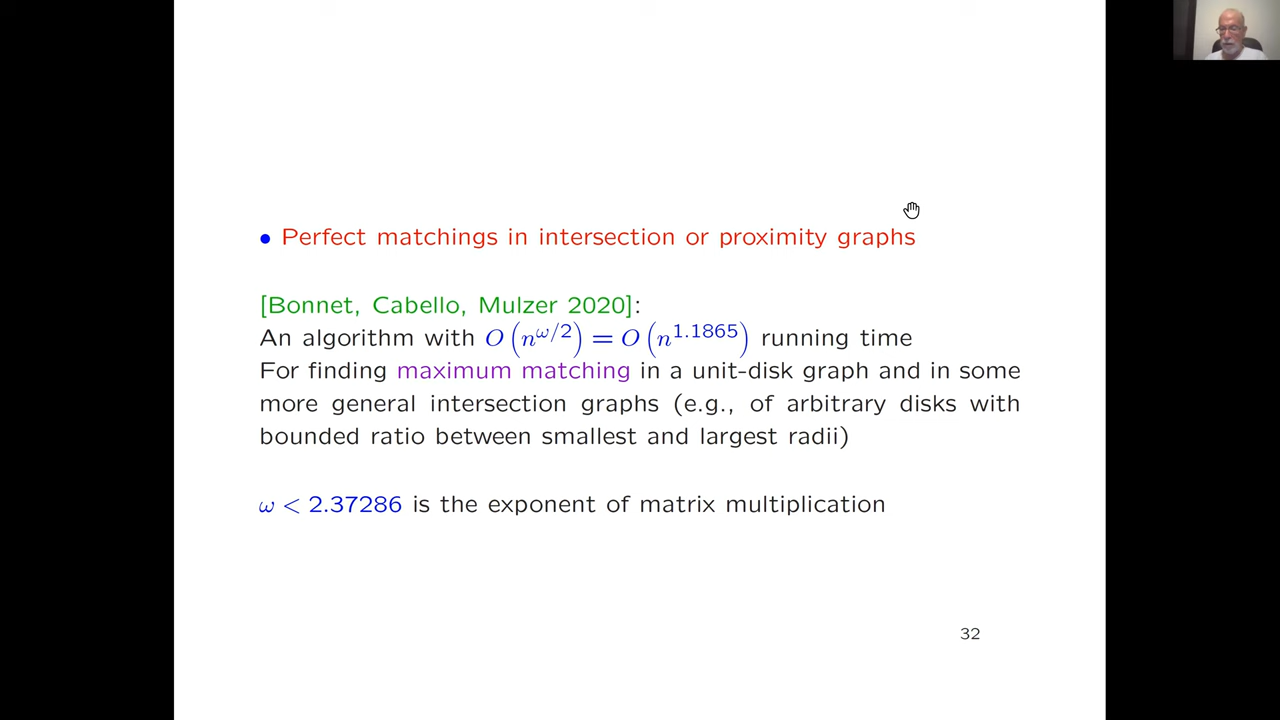 • Perfect matchings in intersection or proximity graphs
[Bonnet, Cabello, Mulzer 2020]:
An algorithm with O(n^{ω/2}) = O(n^{1.1865}) running time
For finding maximum matching in a unit-disk graph and in some
more general intersection graphs (e.g., of arbitrary disks with
bounded ratio between smallest and largest radii)
ω < 2.37286 is the exponent of matrix multiplication
32